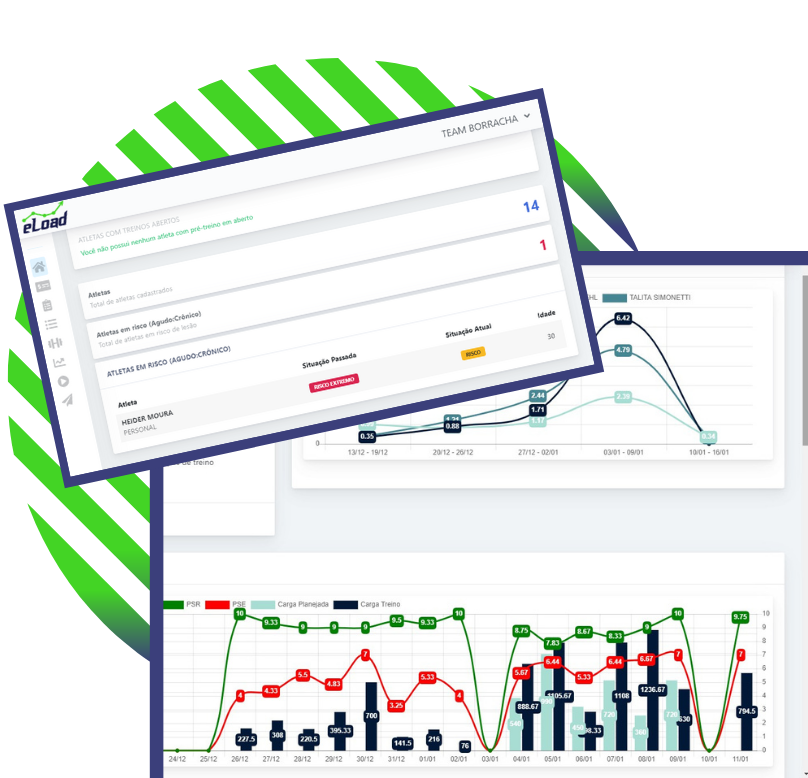 TEAM BORRACHA
eLoad
ATLETAS COM TREINOS ABERTOS
Você não possui nenhum atleta com pré-treino em aberto
14
Atletas
Total de atletas cadastrados
1
Atletas em risco (Agudo:Crônico)
Total de atletas em risco de lesão
ATLETAS EM RISCO (AGUDO:CRÔNICO)
Atleta Situação Passada Situação Atual Idade
HEIDER MOURA RISCO EXTREMO RISCO 30
PERSONAL
HL TALITA SIMONETTI
6.42
4.79
2.44 2.39
1.71
0.88
0.35 0.34
0
13/12 - 19/12 20/12 - 26/12 27/12 - 02/01 03/01 - 09/01 10/01 - 16/01
de treino
PSR PSE Carga Planejada Carga Treino
10 9.33 9 9 9 9.5 9.33 10 8.75 7.83 8.67 8.33 9 10 9.75
4 4.33 5.5 4.83 7 3.25 5.33 4 5.67 6.44 5.33 6.44 6.67 7 7
227.5 308 220.5 395.33 700 141.5 216 76 888.67 1105.67 1108 1236.67 630 794.5
540 450 720 360 720
10
9
8
7
6
5
4
3
2
1
0
24/12 25/12 26/12 27/12 28/12 29/12 30/12 31/12 01/01 02/01 03/01 04/01 05/01 06/01 07/01 08/01 09/01 10/01 11/01